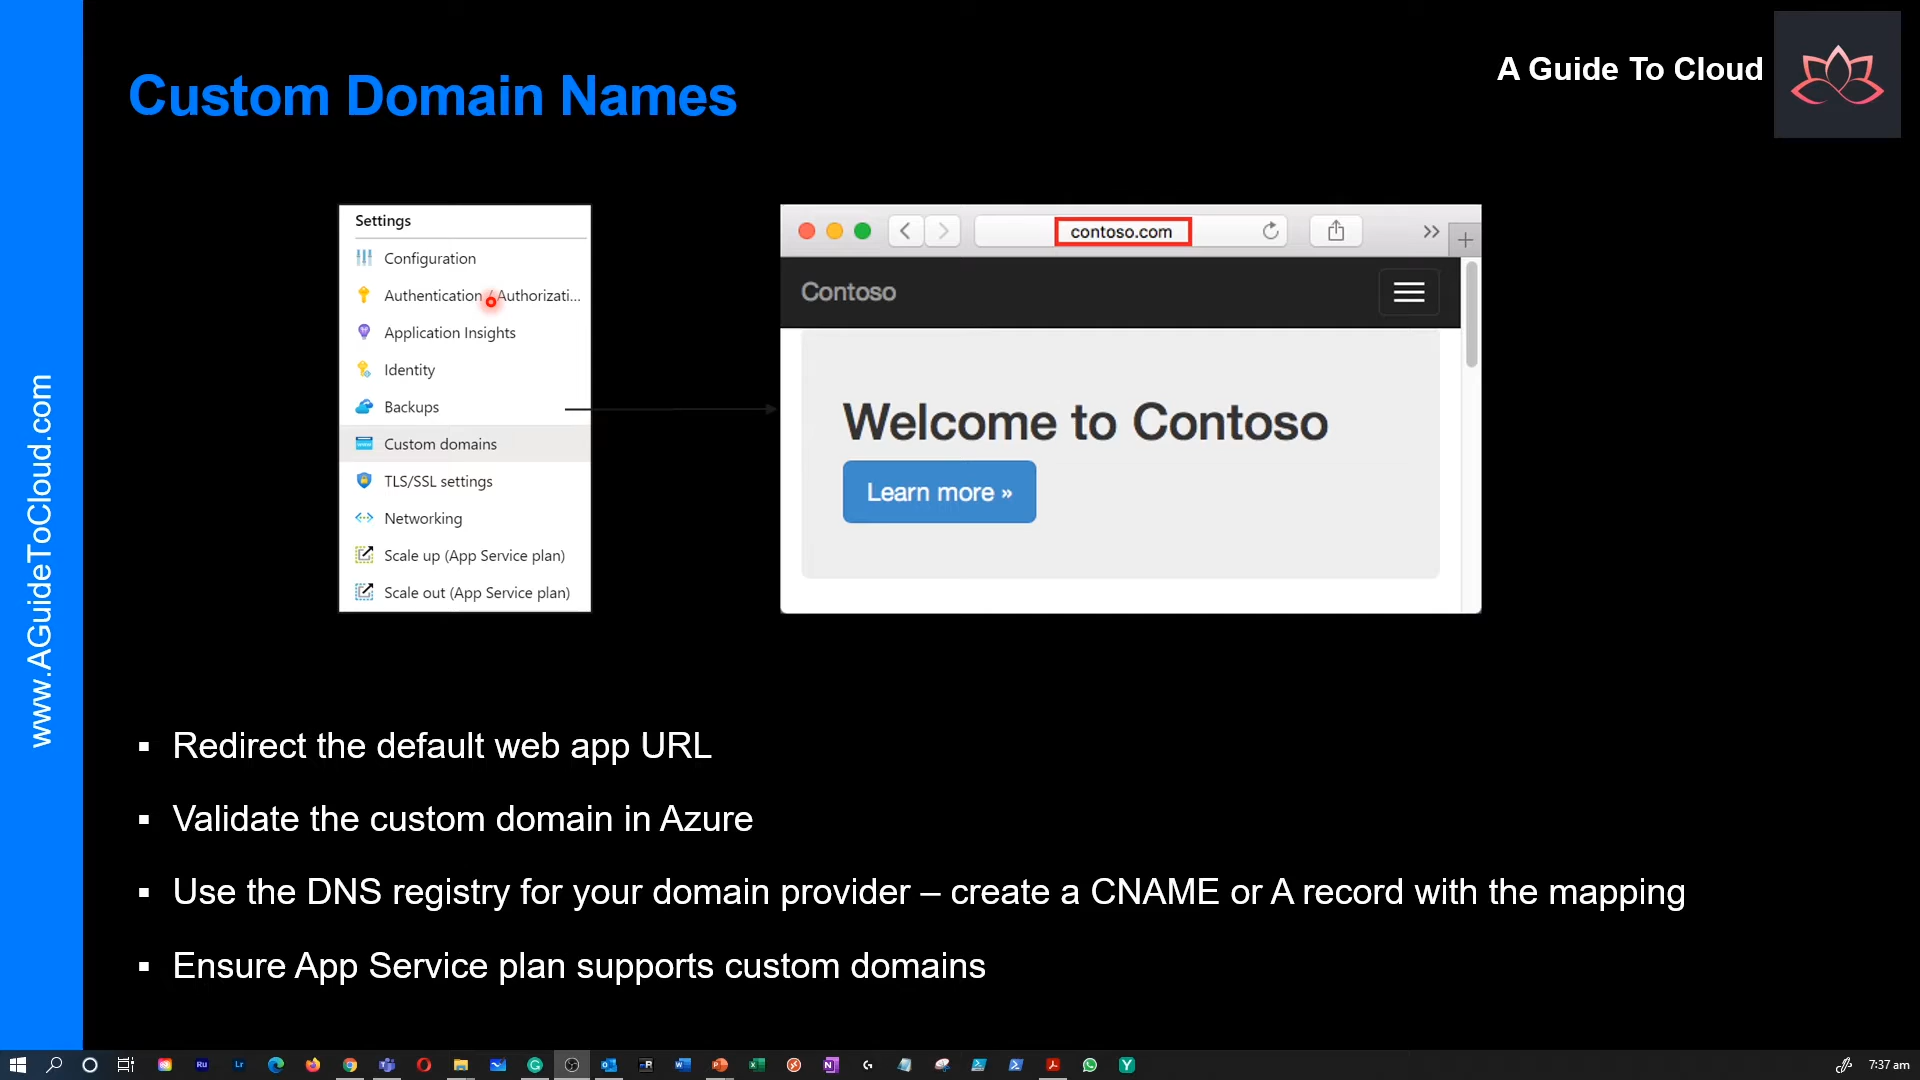 Custom Domain Names
A Guide To Cloud
www.AGuideToCloud.com
Settings
Configuration
Authentication / Authorizati...
Application Insights
Identity
Backups
Custom domains
TLS/SSL settings
Networking
Scale up (App Service plan)
Scale out (App Service plan)
contoso.com
Contoso
Welcome to Contoso
Learn more »
▪ Redirect the default web app URL
▪ Validate the custom domain in Azure
▪ Use the DNS registry for your domain provider – create a CNAME or A record with the mapping
▪ Ensure App Service plan supports custom domains
7:37 am